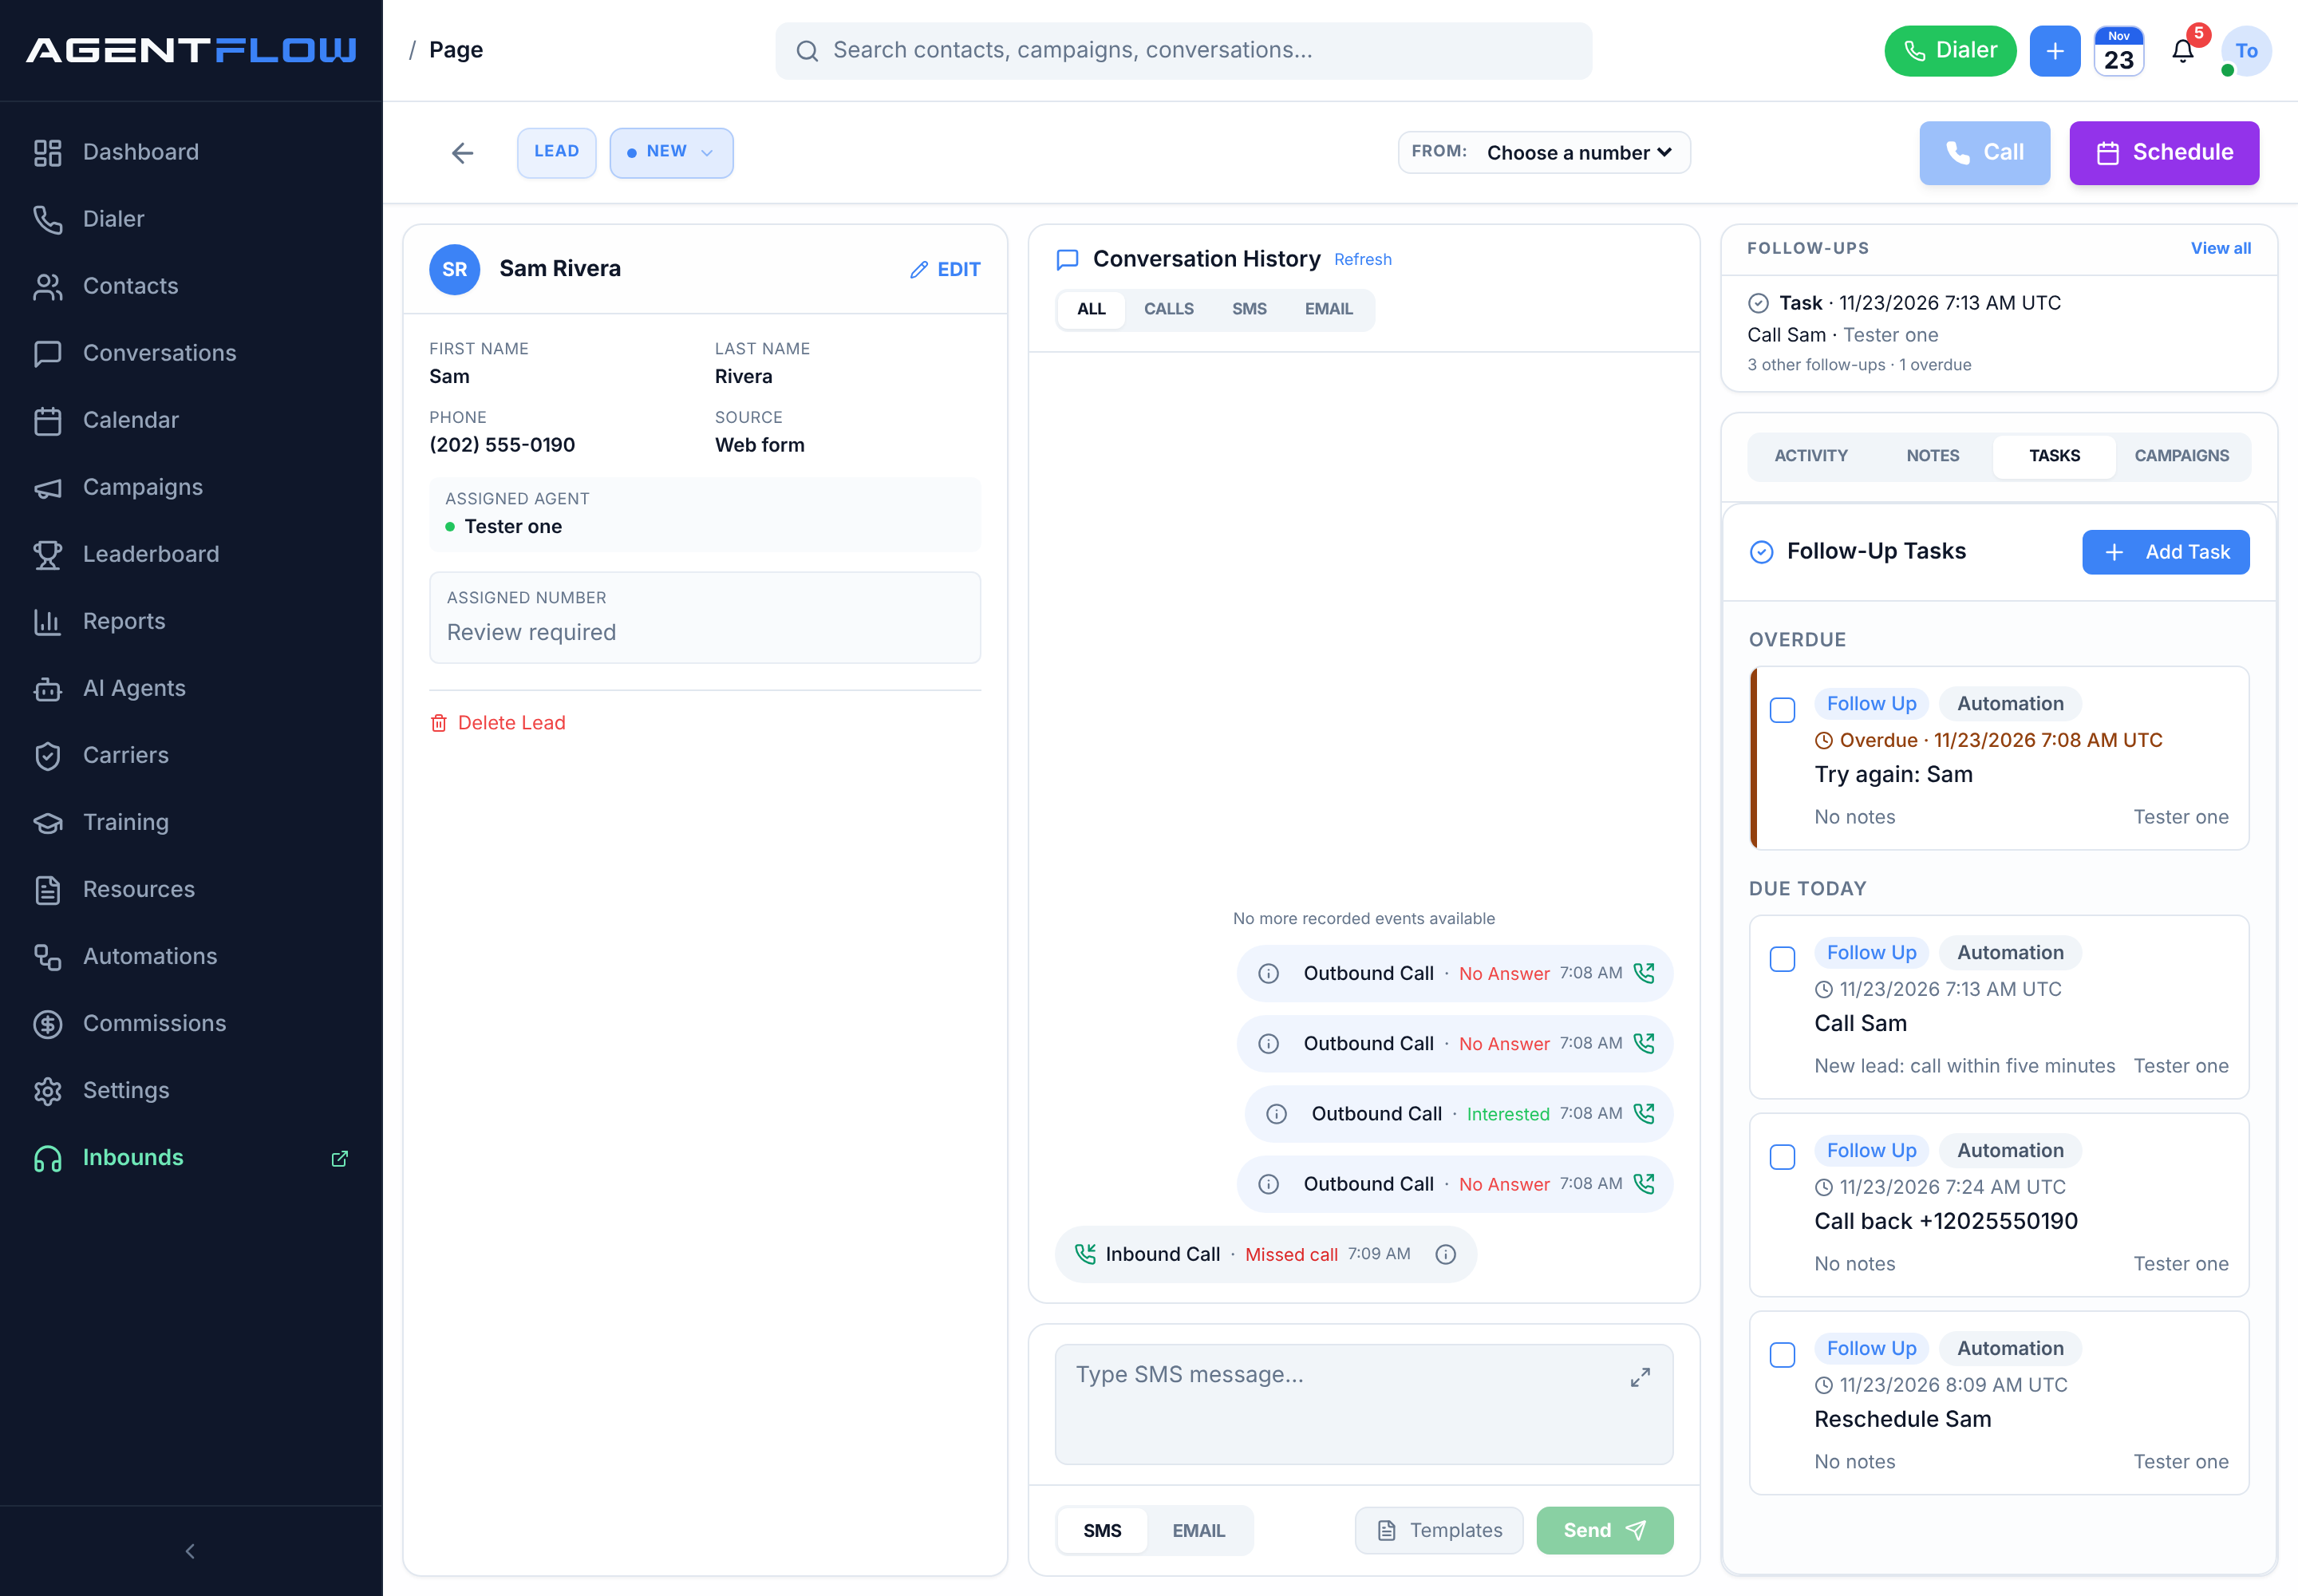 AGENTFLOW
Dashboard
Dialer
Contacts
Conversations
Calendar
Campaigns
Leaderboard
Reports
AI Agents
Carriers
Training
Resources
Automations
Commissions
Settings
Inbounds
/ Page
Search contacts, campaigns, conversations...
Dialer
Nov
23
5
To
LEAD
NEW
FROM: Choose a number
Call
Schedule
SR
Sam Rivera
EDIT
FIRST NAME
Sam
LAST NAME
Rivera
PHONE
(202) 555-0190
SOURCE
Web form
ASSIGNED AGENT
Tester one
ASSIGNED NUMBER
Review required
Delete Lead
Conversation History Refresh
ALL CALLS SMS EMAIL
No more recorded events available
Outbound Call · No Answer 7:08 AM
Outbound Call · No Answer 7:08 AM
Outbound Call · Interested 7:08 AM
Outbound Call · No Answer 7:08 AM
Inbound Call · Missed call 7:09 AM
Type SMS message...
SMS EMAIL
Templates
Send
FOLLOW-UPS
View all
Task · 11/23/2026 7:13 AM UTC
Call Sam · Tester one
3 other follow-ups · 1 overdue
ACTIVITY NOTES TASKS CAMPAIGNS
Follow-Up Tasks
Add Task
OVERDUE
Follow Up Automation
Overdue · 11/23/2026 7:08 AM UTC
Try again: Sam
No notes Tester one
DUE TODAY
Follow Up Automation
11/23/2026 7:13 AM UTC
Call Sam
New lead: call within five minutes Tester one
Follow Up Automation
11/23/2026 7:24 AM UTC
Call back +12025550190
No notes Tester one
Follow Up Automation
11/23/2026 8:09 AM UTC
Reschedule Sam
No notes Tester one